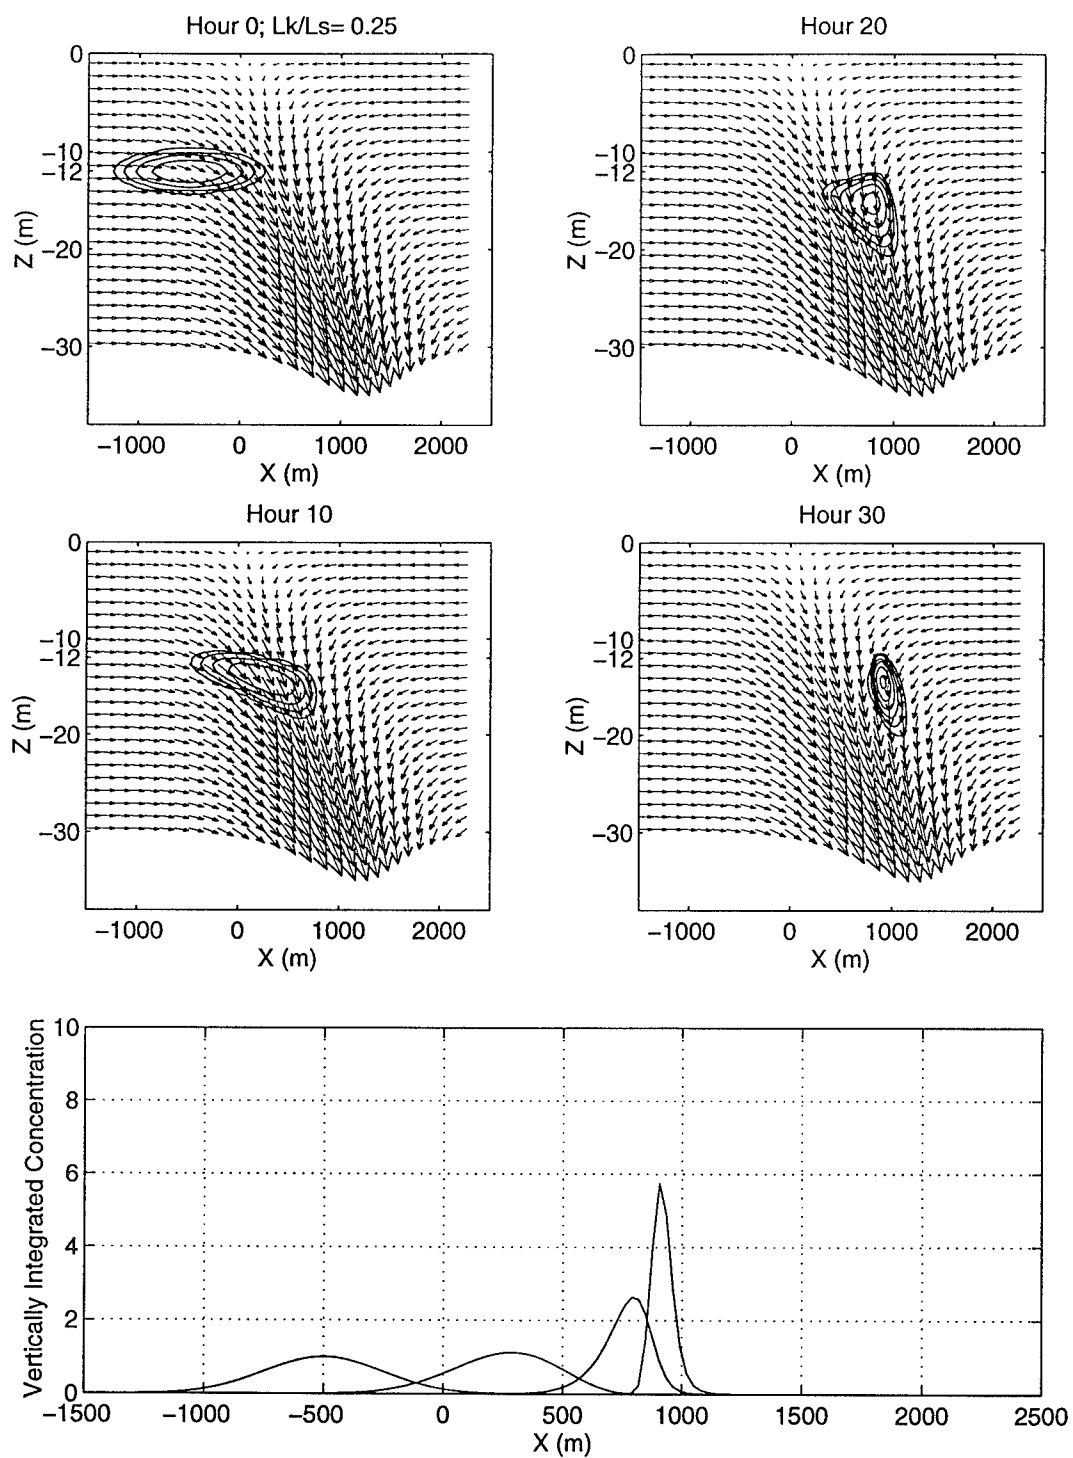 Hour 0; Lk/Ls= 0.25
0
−10
−12
−20
−30
Z (m)
−1000 0 1000 2000
X (m)
Hour 20
0
−10
−12
−20
−30
Z (m)
−1000 0 1000 2000
X (m)
Hour 10
0
−10
−12
−20
−30
Z (m)
−1000 0 1000 2000
X (m)
Hour 30
0
−10
−12
−20
−30
Z (m)
−1000 0 1000 2000
X (m)
Vertically Integrated Concentration
10
8
6
4
2
0
−1500 −1000 −500 0 500 1000 1500 2000 2500
X (m)